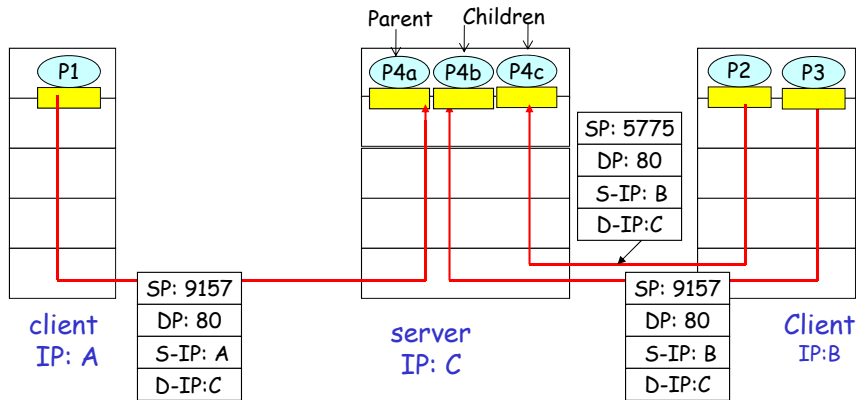 Parent
Children
P1
P4a
P4b
P4c
P2
P3
SP: 5775
DP: 80
S-IP: B
D-IP:C
SP: 9157
DP: 80
S-IP: A
D-IP:C
SP: 9157
DP: 80
S-IP: B
D-IP:C
client
IP: A
server
IP: C
Client
IP:B